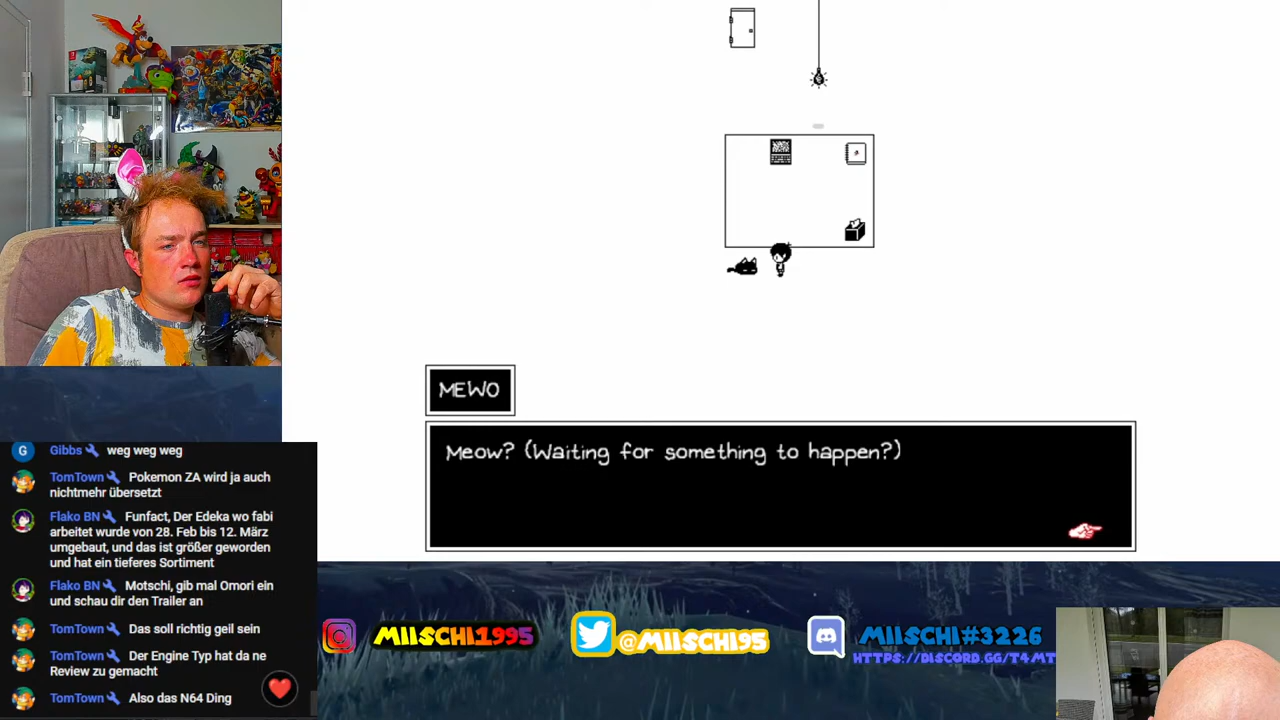 MEWO
Meow? (Waiting for something to happen?)
G
Gibbs weg weg weg
TomTown Pokemon ZA wird ja auch
nichtmehr übersetzt
Flako BN Funfact, Der Edeka wo fabi
arbeitet wurde von 28. Feb bis 12. März
umgebaut, und das ist größer geworden
und hat ein tieferes Sortiment
Flako BN Motschi, gib mal Omori ein
und schau dir den Trailer an
TomTown Das soll richtig geil sein
TomTown Der Engine Typ hat da ne
Review zu gemacht
TomTown Also das N64 Ding
MIISCHI1995
@MIISCHI95
MIISCHI#3226
HTTPS://DISCORD.GG/T4MT